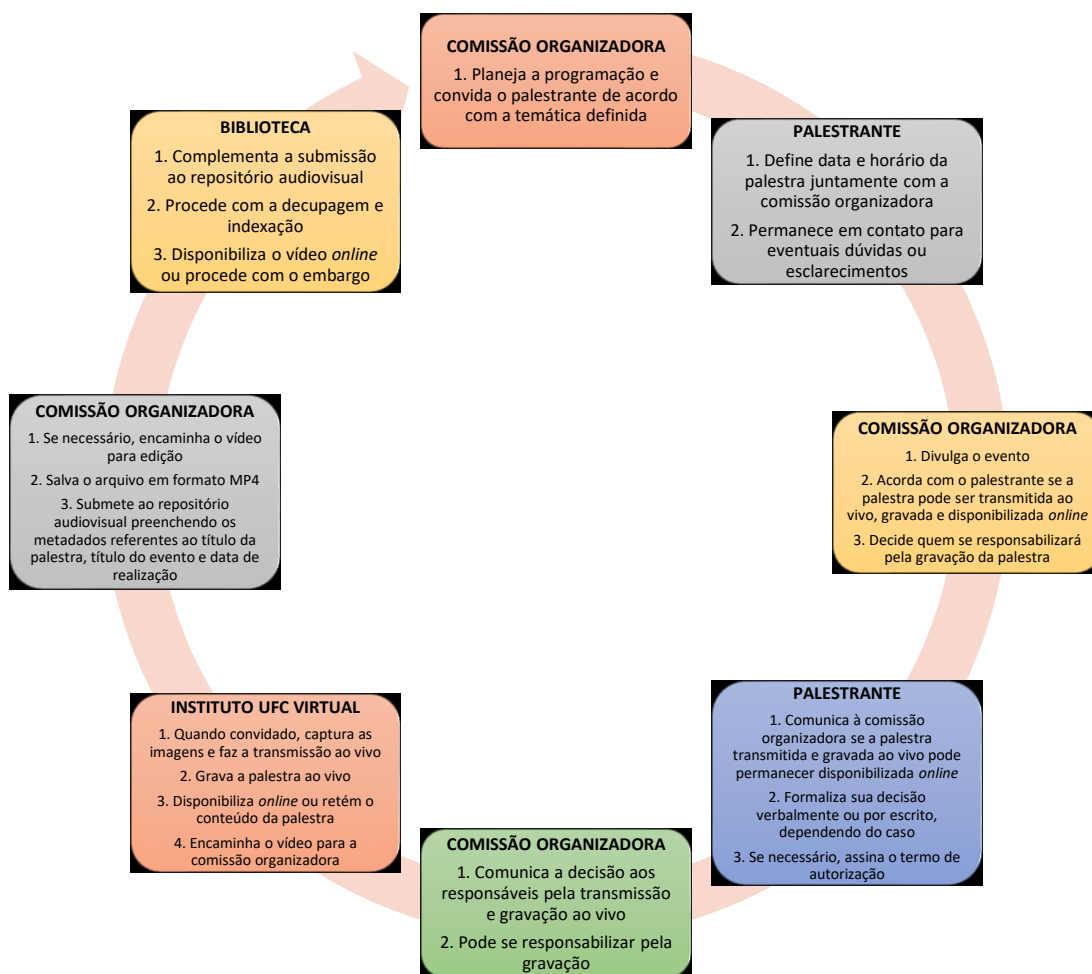 COMISSÃO ORGANIZADORA
1. Planeja a programação e
convida o palestrante de acordo
com a temática definida
PALESTRANTE
1. Define data e horário da
palestra juntamente com a
comissão organizadora
2. Permanece em contato para
eventuais dúvidas ou
esclarecimentos
COMISSÃO ORGANIZADORA
1. Divulga o evento
2. Acorda com o palestrante se a
palestra pode ser transmitida ao
vivo, gravada e disponibilizada online
3. Decide quem se responsabilizará
pela gravação da palestra
PALESTRANTE
1. Comunica à comissão
organizadora se a palestra
transmitida e gravada ao vivo pode
permanecer disponibilizada online
2. Formaliza sua decisão
verbalmente ou por escrito,
dependendo do caso
3. Se necessário, assina o termo de
autorização
COMISSÃO ORGANIZADORA
1. Comunica a decisão aos
responsáveis pela transmissão
e gravação ao vivo
2. Pode se responsabilizar pela
gravação
INSTITUTO UFC VIRTUAL
1. Quando convidado, captura as
imagens e faz a transmissão ao vivo
2. Grava a palestra ao vivo
3. Disponibiliza online ou retém o
conteúdo da palestra
4. Encaminha o vídeo para a
comissão organizadora
COMISSÃO ORGANIZADORA
1. Se necessário, encaminha o vídeo
para edição
2. Salva o arquivo em formato MP4
3. Submete ao repositório
audiovisual preenchendo os
metadados referentes ao título da
palestra, título do evento e data de
realização
BIBLIOTECA
1. Complementa a submissão
ao repositório audiovisual
2. Procede com a decupagem e
indexação
3. Disponibiliza o vídeo online
ou procede com o embargo